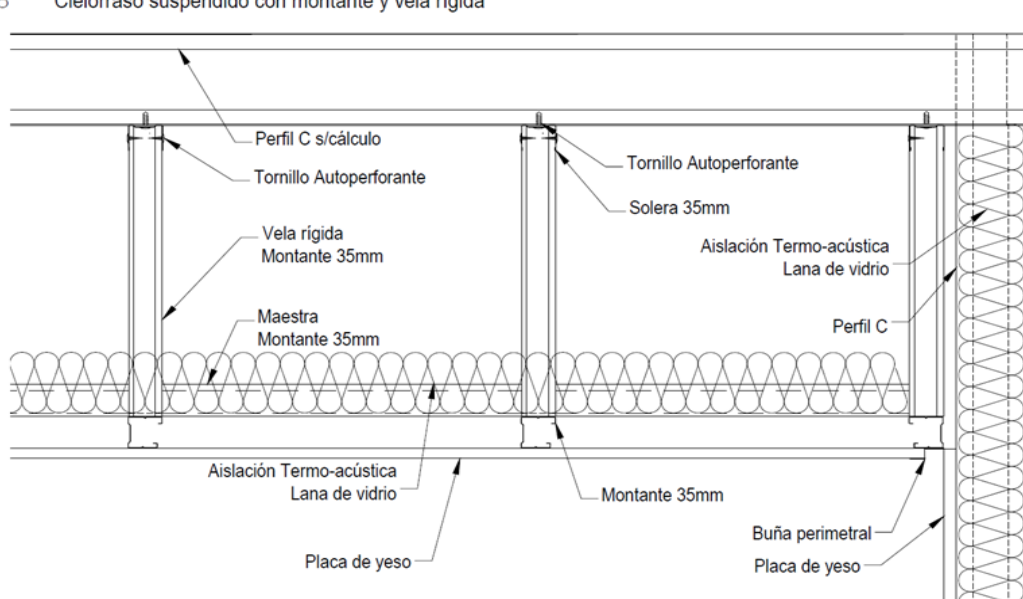 Cielorraso suspendido con montante y vela rígida
Perfil C s/cálculo
Tornillo Autoperforante
Tornillo Autoperforante
Solera 35mm
Vela rígida
Montante 35mm
Aislación Termo-acústica
Lana de vidrio
Maestra
Montante 35mm
Perfil C
Aislación Termo-acústica
Lana de vidrio
Montante 35mm
Buña perimetral
Placa de yeso
Placa de yeso